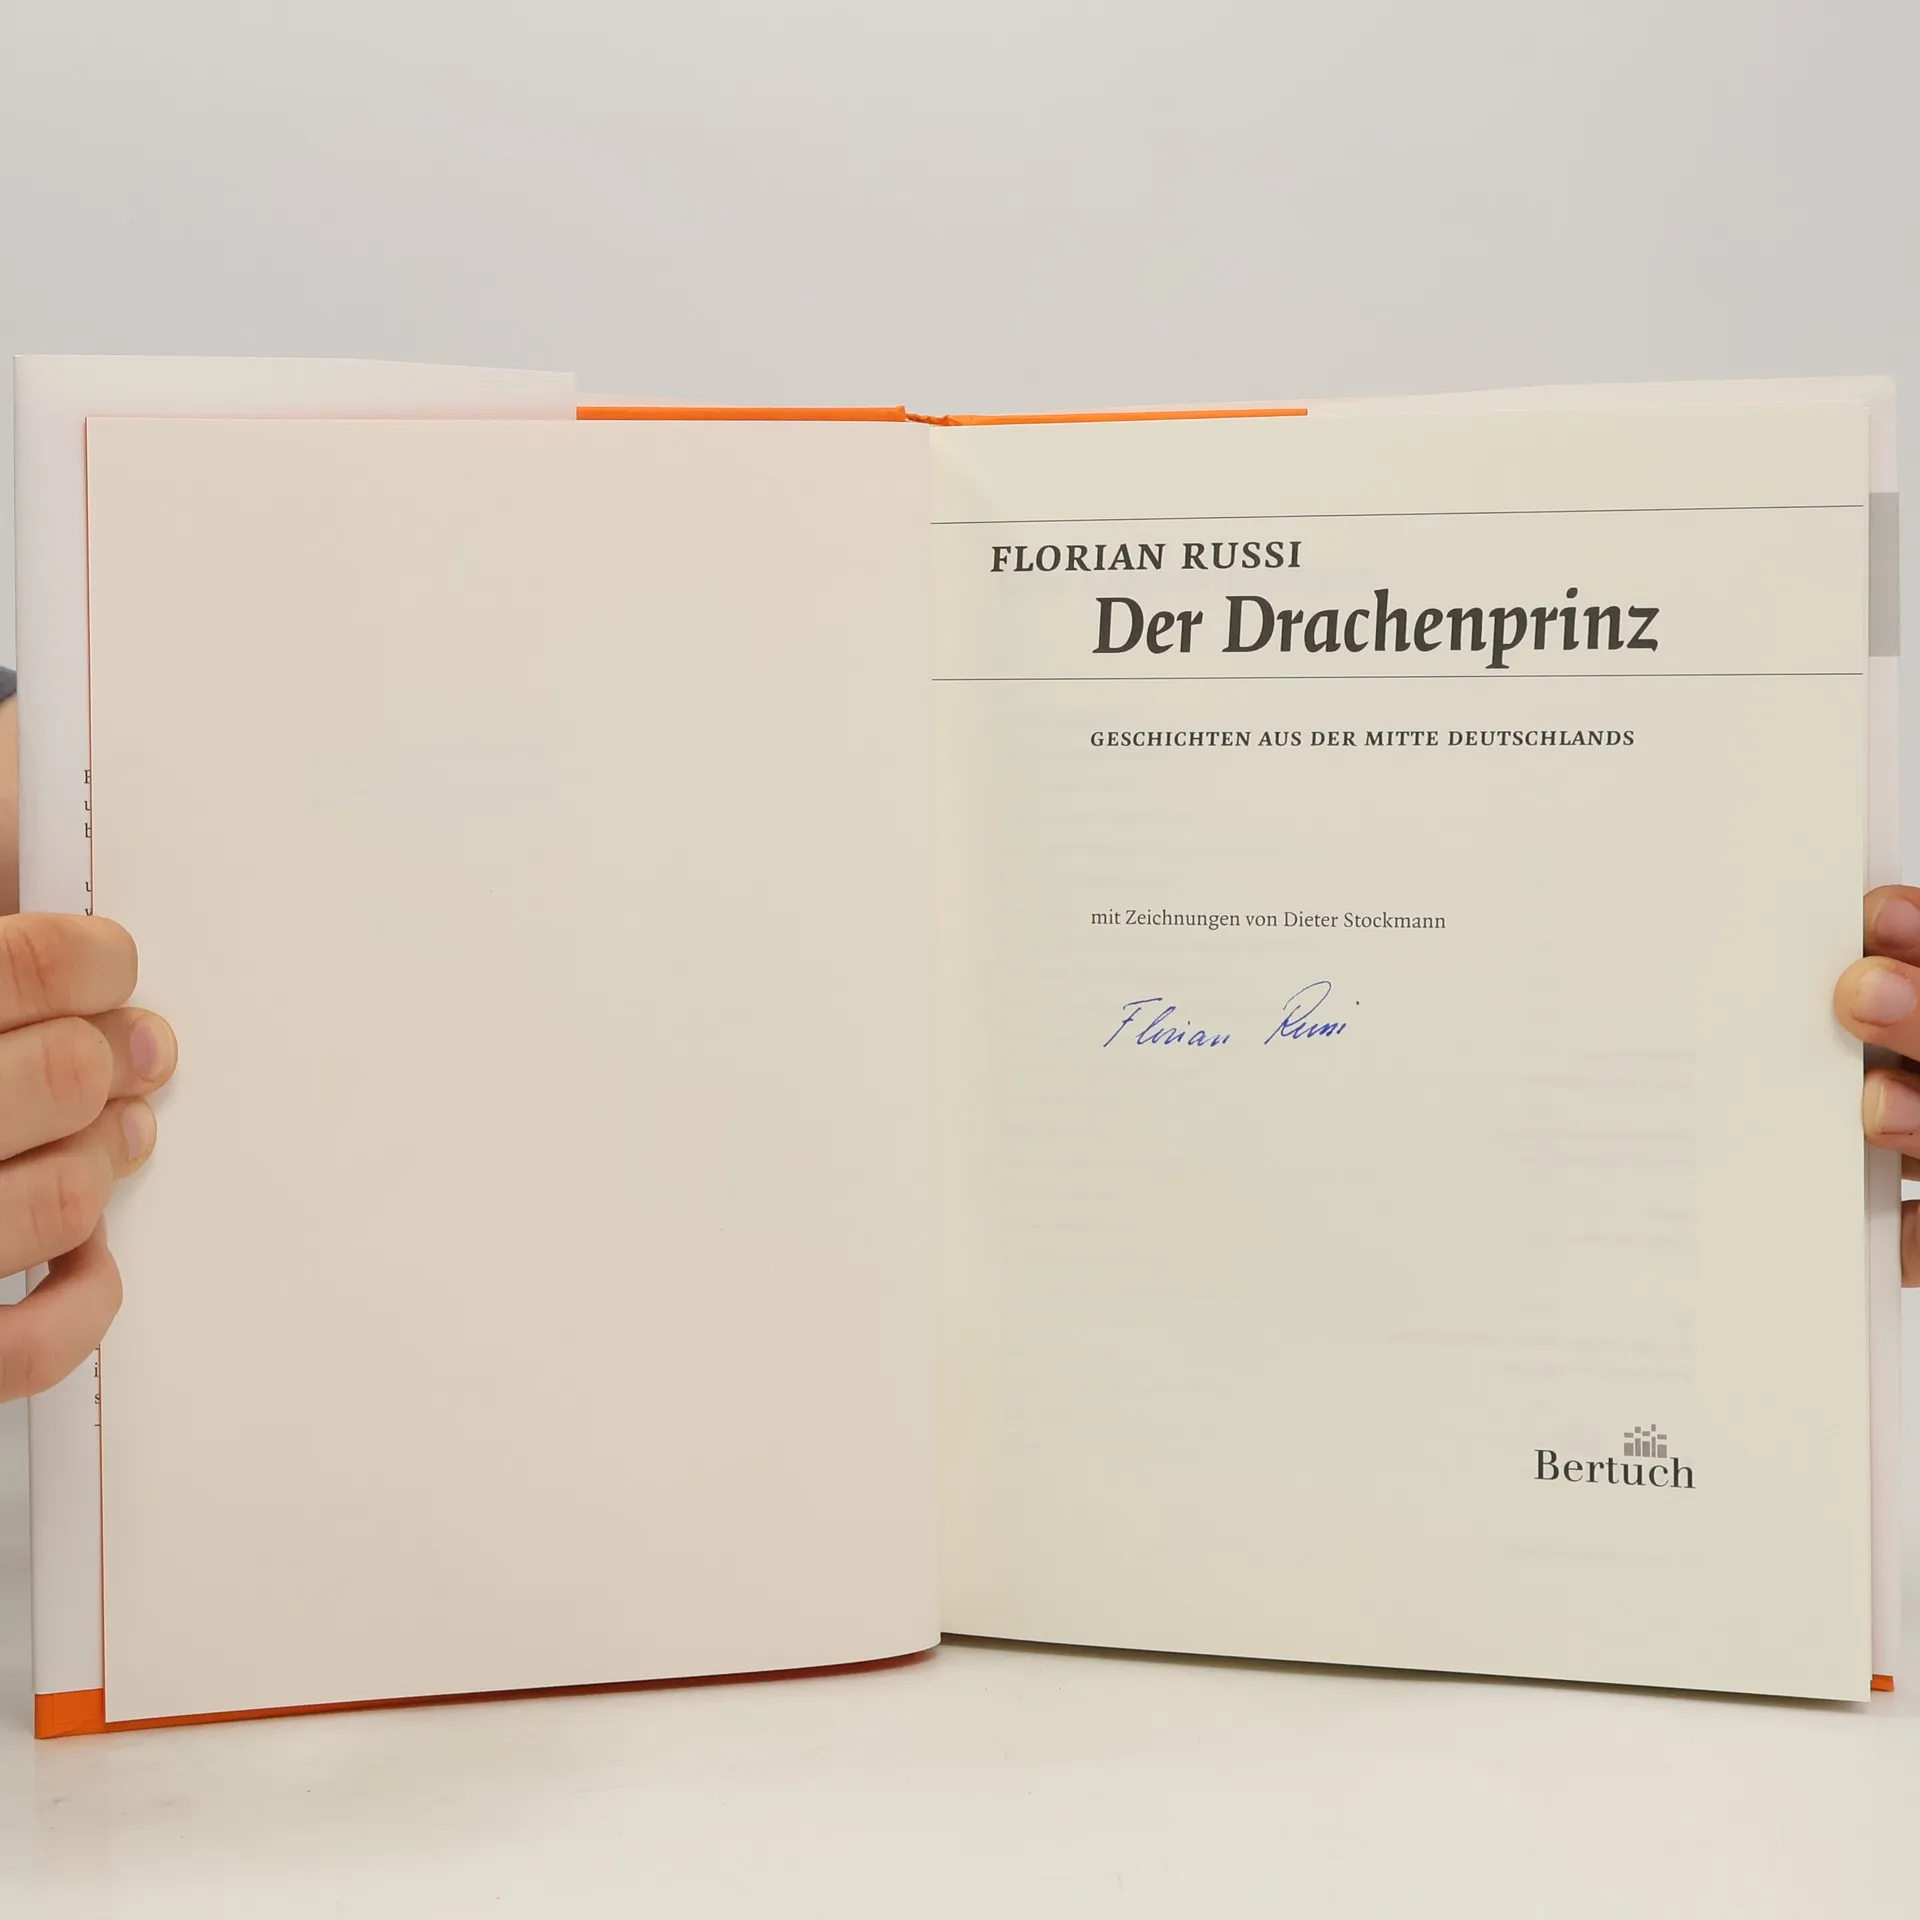 FLORIAN RUSSI
Der Drachenprinz
GESCHICHTEN AUS DER MITTE DEUTSCHLANDS
mit Zeichnungen von Dieter Stockmann
Florian Russi
Bertuch